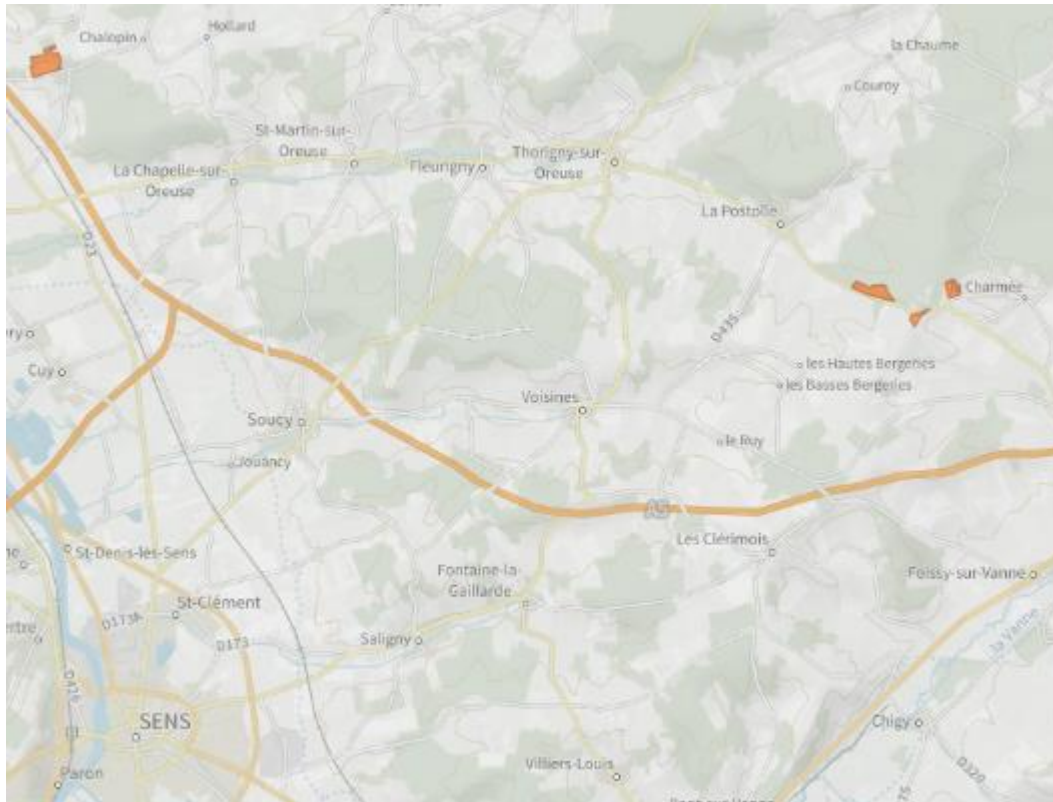 Hollard
Chalopin
la Chaume
Couroy
St-Martin-sur-
Oreuse
Thorigny-sur-
Oreuse
Fleurigny
La Chapelle-sur-
Oreuse
La Postolle
D23
Charmée
D435
les Hautes Bergeries
les Basses Bergeries
Cuy
Voisines
Soucy
le Ruy
Jouancy
A5
Les Clérimois
St-Denis-lès-Sens
Fontaine-la-
Gaillarde
Foissy-sur-Vanne
St-Clément
D173A
D173
Saligny
la Vanne
D426
SENS
Chigy
Villiers-Louis
Paron
D320